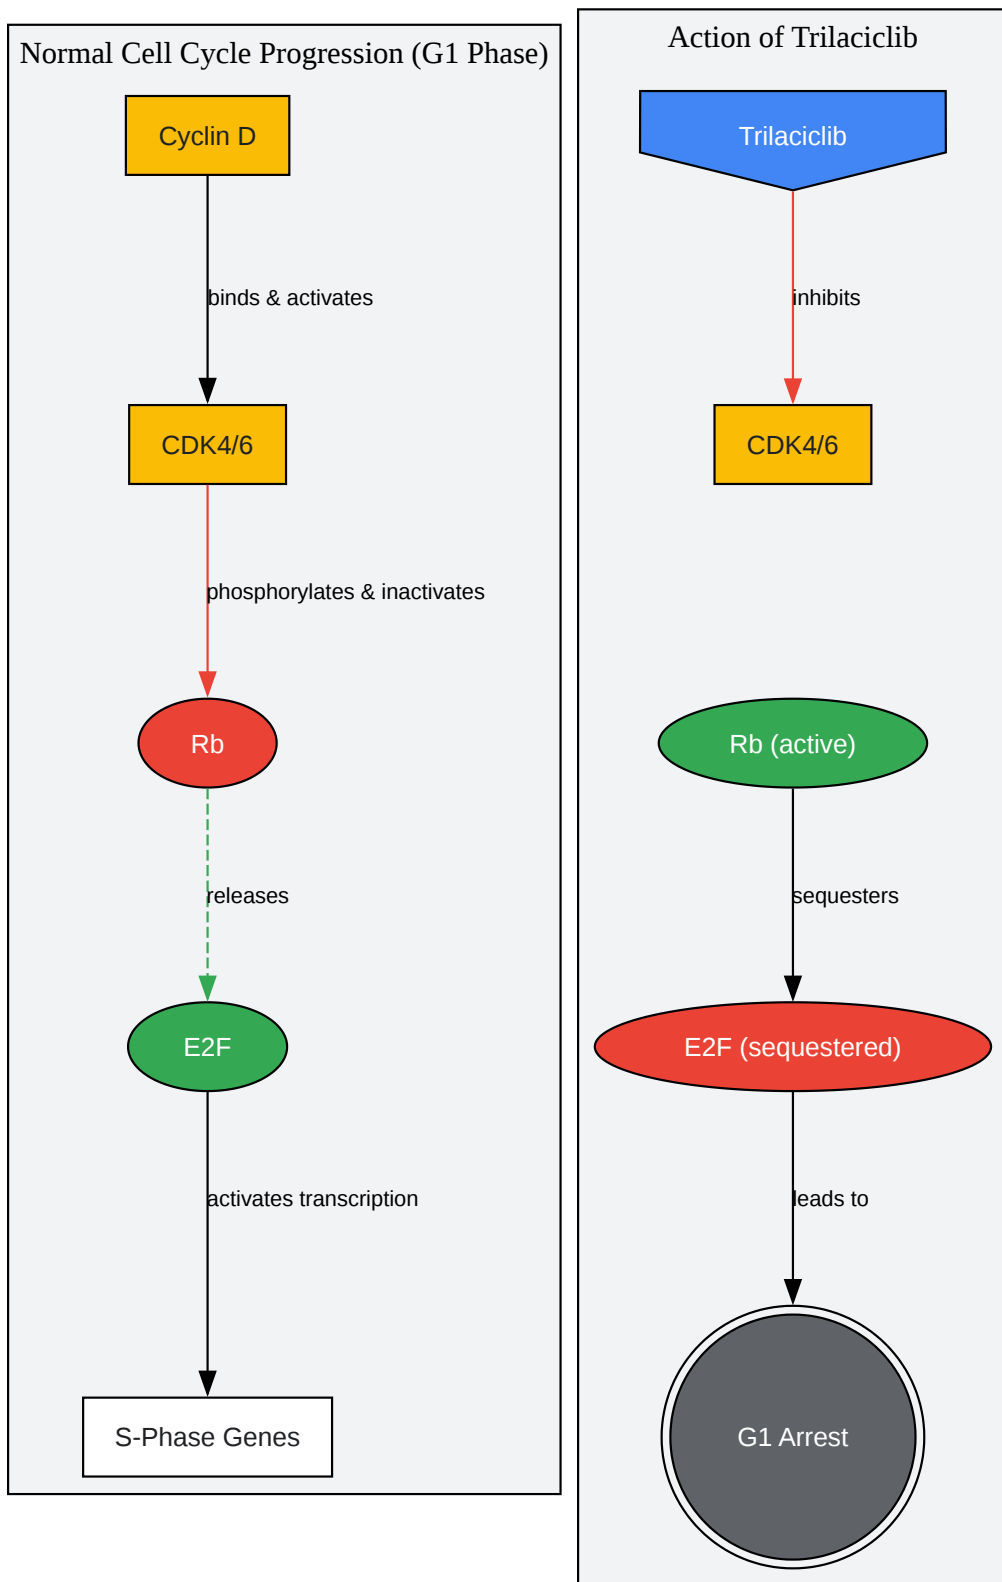 Normal Cell Cycle Progression (G1 Phase)
Cyclin D
binds & activates
CDK4/6
phosphorylates & inactivates
Rb
releases
E2F
activates transcription
S-Phase Genes
Action of Trilaciclib
Trilaciclib
inhibits
CDK4/6
Rb (active)
sequesters
E2F (sequestered)
leads to
G1 Arrest